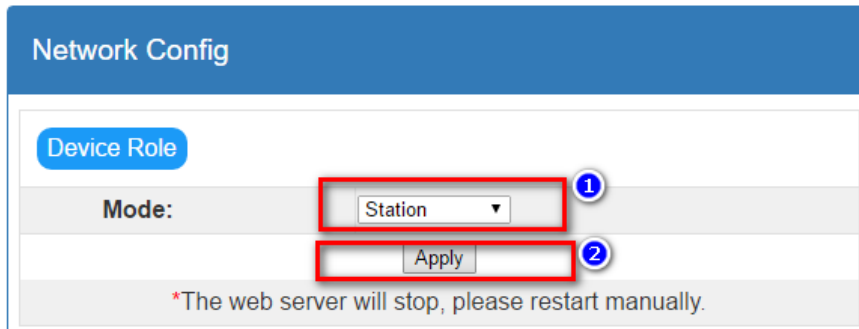 Network Config
Device Role
Mode:
Station
1
Apply
2
*The web server will stop, please restart manually.